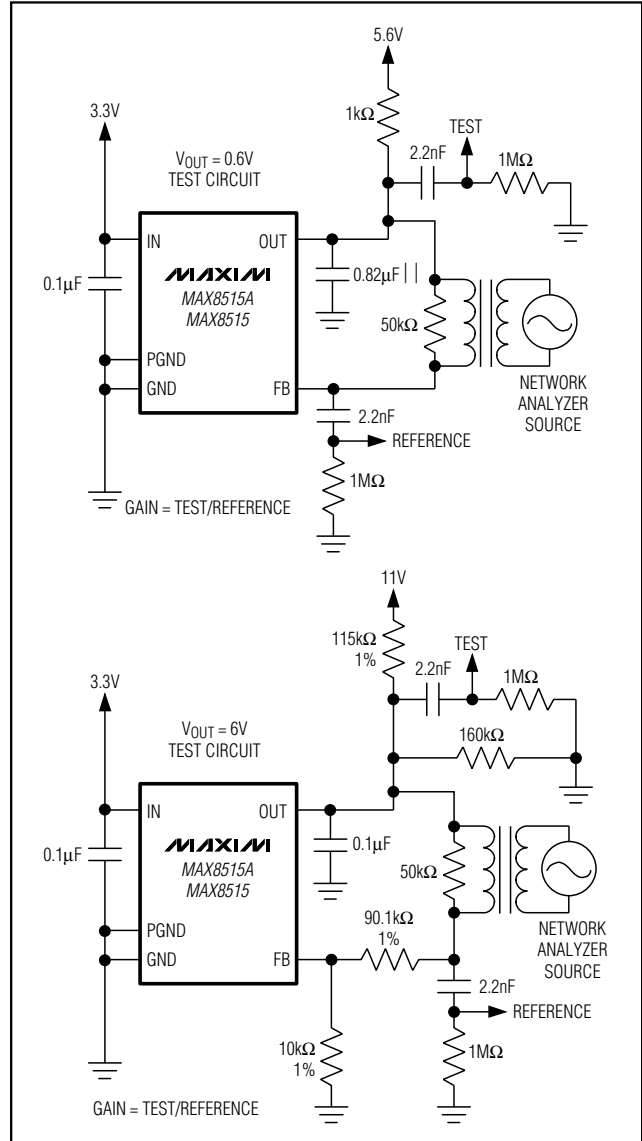 5.6V
3.3V
1kΩ
TEST
2.2nF
1MΩ
VOUT = 0.6V
TEST CIRCUIT
IN
OUT
0.1µF
MAXIM
0.82µF ||
MAX8515A
MAX8515
50kΩ
PGND
GND
FB
NETWORK
ANALYZER
SOURCE
2.2nF
REFERENCE
1MΩ
GAIN = TEST/REFERENCE
11V
115kΩ
1%
TEST
3.3V
2.2nF
1MΩ
VOUT = 6V
TEST CIRCUIT
160kΩ
IN
OUT
0.1µF
MAXIM
0.1µF
MAX8515A
MAX8515
50kΩ
90.1kΩ
1%
NETWORK
ANALYZER
SOURCE
PGND
GND
FB
2.2nF
REFERENCE
10kΩ
1%
1MΩ
GAIN = TEST/REFERENCE